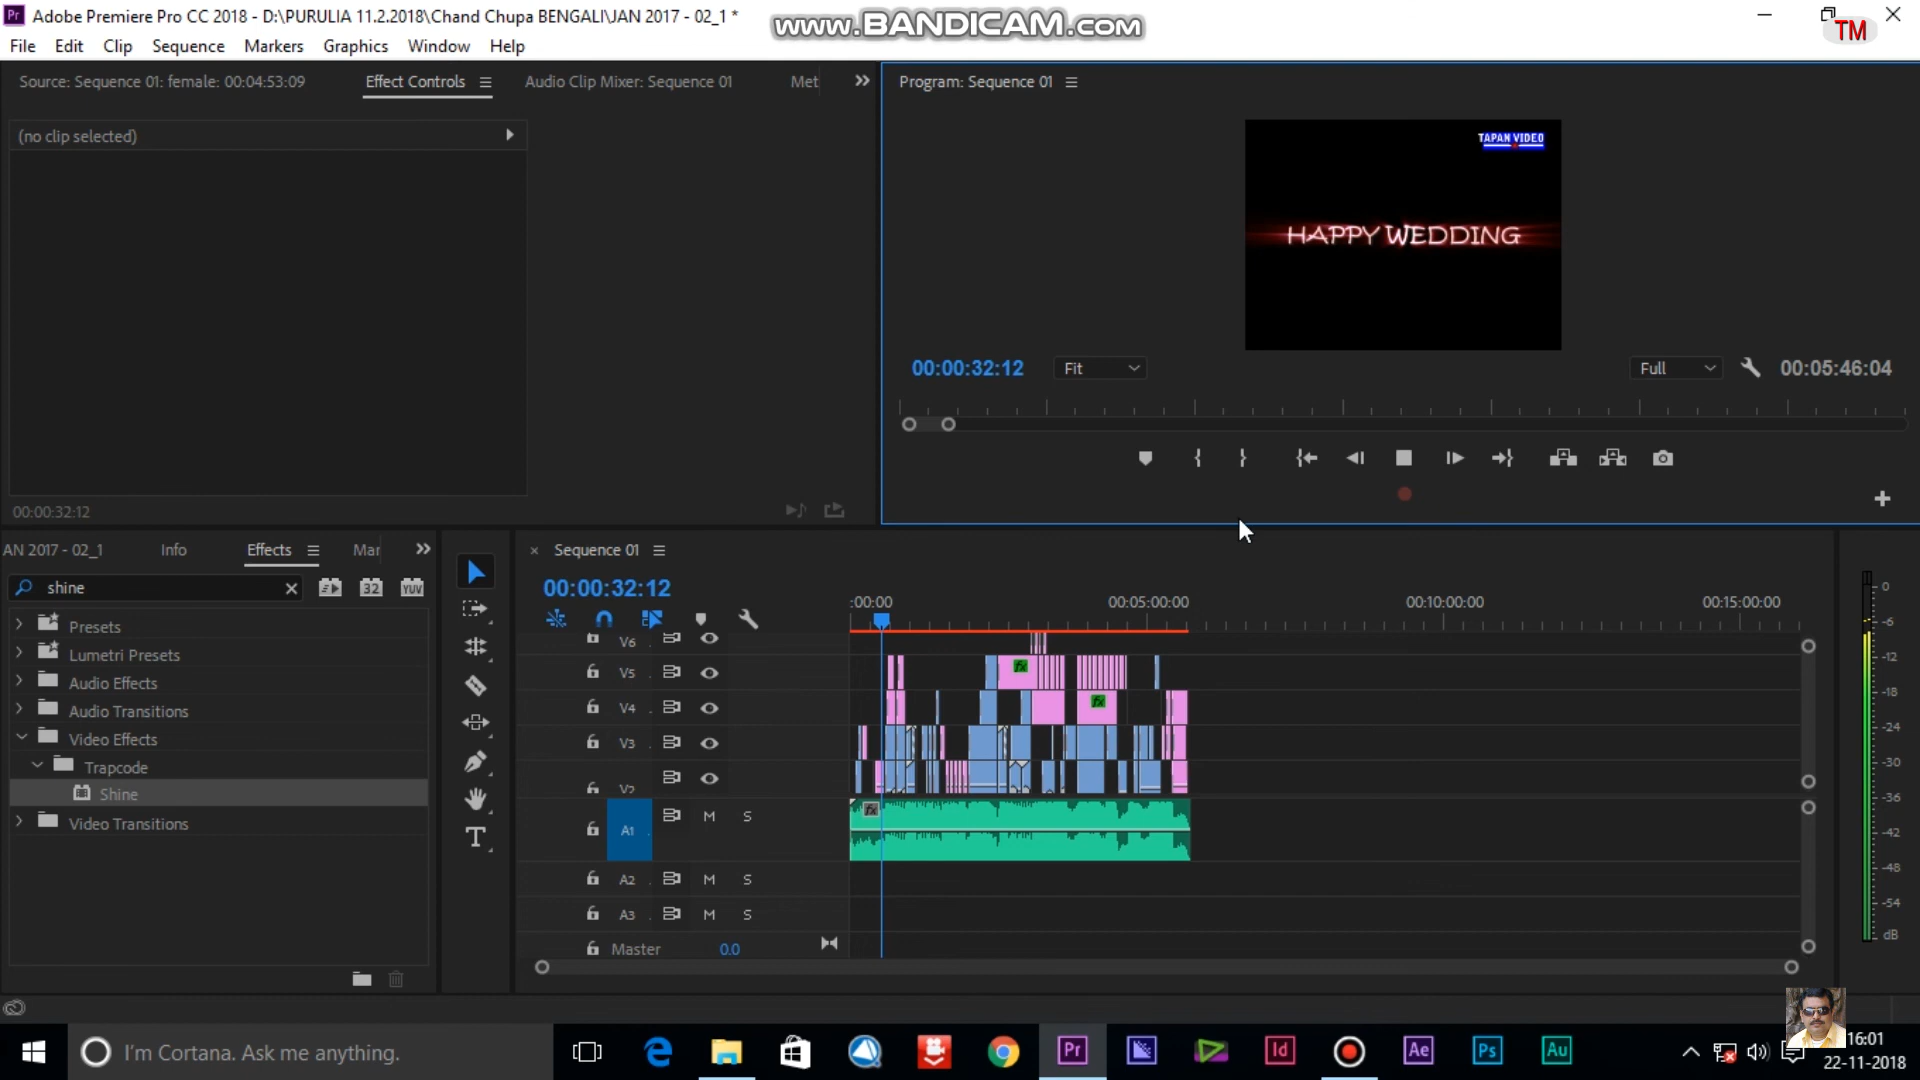 Pr Adobe Premiere Pro CC 2018 - D:\PURULIA 11.2.2018\Chand Chupa BENGALI\JAN 2017 - 02_1 *
www.BANDICAM.com
TM
File Edit Clip Sequence Markers Graphics Window Help
Source: Sequence 01: female: 00:04:53:09
Effect Controls
Audio Clip Mixer: Sequence 01
Met
Program: Sequence 01
(no clip selected)
TAPAN VIDEO
HAPPY WEDDING
00:00:32:12
Fit
Full
00:05:46:04
00:00:32:12
AN 2017 - 02_1
Info
Effects
Mar
Sequence 01
shine
32
YUV
00:00:32:12
:00:00
00:05:00:00
00:10:00:00
00:15:00:00
Presets
Lumetri Presets
Audio Effects
Audio Transitions
Video Effects
Trapcode
Shine
Video Transitions
T
V6
V5
fx
V4
fx
V3
V2
fx
A1 M S
A2 M S
A3 M S
Master 0.0
0
-6
-12
-18
-24
-30
-36
-42
-48
-54
dB
I'm Cortana. Ask me anything.
Pr
Id
Ae
Ps
Au
16:01
22-11-2018